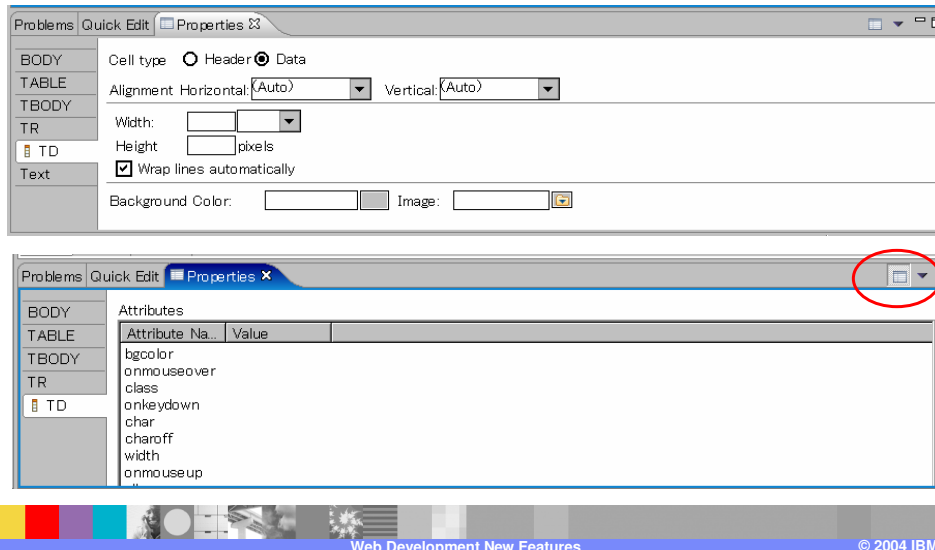 Problems Quick Edit Properties
BODY
TABLE
TBODY
TR
TD
Text
Cell type Header Data
Alignment Horizontal: (Auto) Vertical: (Auto)
Width:
Height pixels
Wrap lines automatically
Background Color: Image:
Problems Quick Edit Properties
BODY
TABLE
TBODY
TR
TD
Attributes
Attribute Na... Value
bgcolor
onmouseover
class
onkeydown
char
charoff
width
onmouseup
Web Development New Features © 2004 IBM